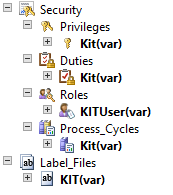 Security
Privileges
Kit(var)
Duties
Kit(var)
Roles
KITUser(var)
Process_Cycles
Kit(var)
Label_Files
KIT(var)